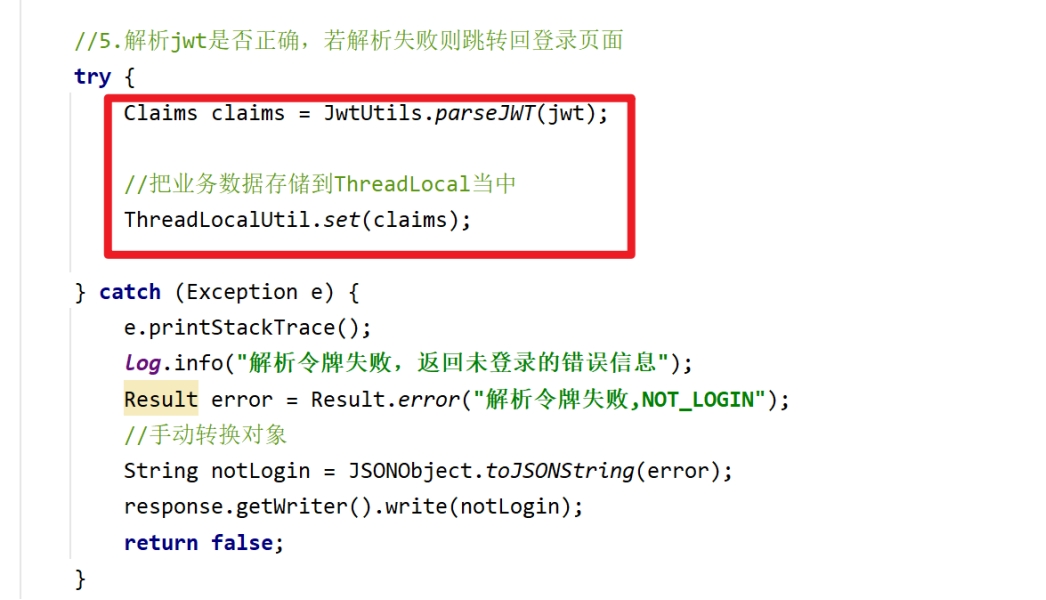 //5.解析jwt是否正确，若解析失败则跳转回登录页面
try {
Claims claims = JwtUtils.parseJWT(jwt);
//把业务数据存储到ThreadLocal当中
ThreadLocalUtil.set(claims);
} catch (Exception e) {
e.printStackTrace();
log.info("解析令牌失败，返回未登录的错误信息");
Result error = Result.error("解析令牌失败,NOT_LOGIN");
//手动转换对象
String notLogin = JSONObject.toJSONString(error);
response.getWriter().write(notLogin);
return false;
}